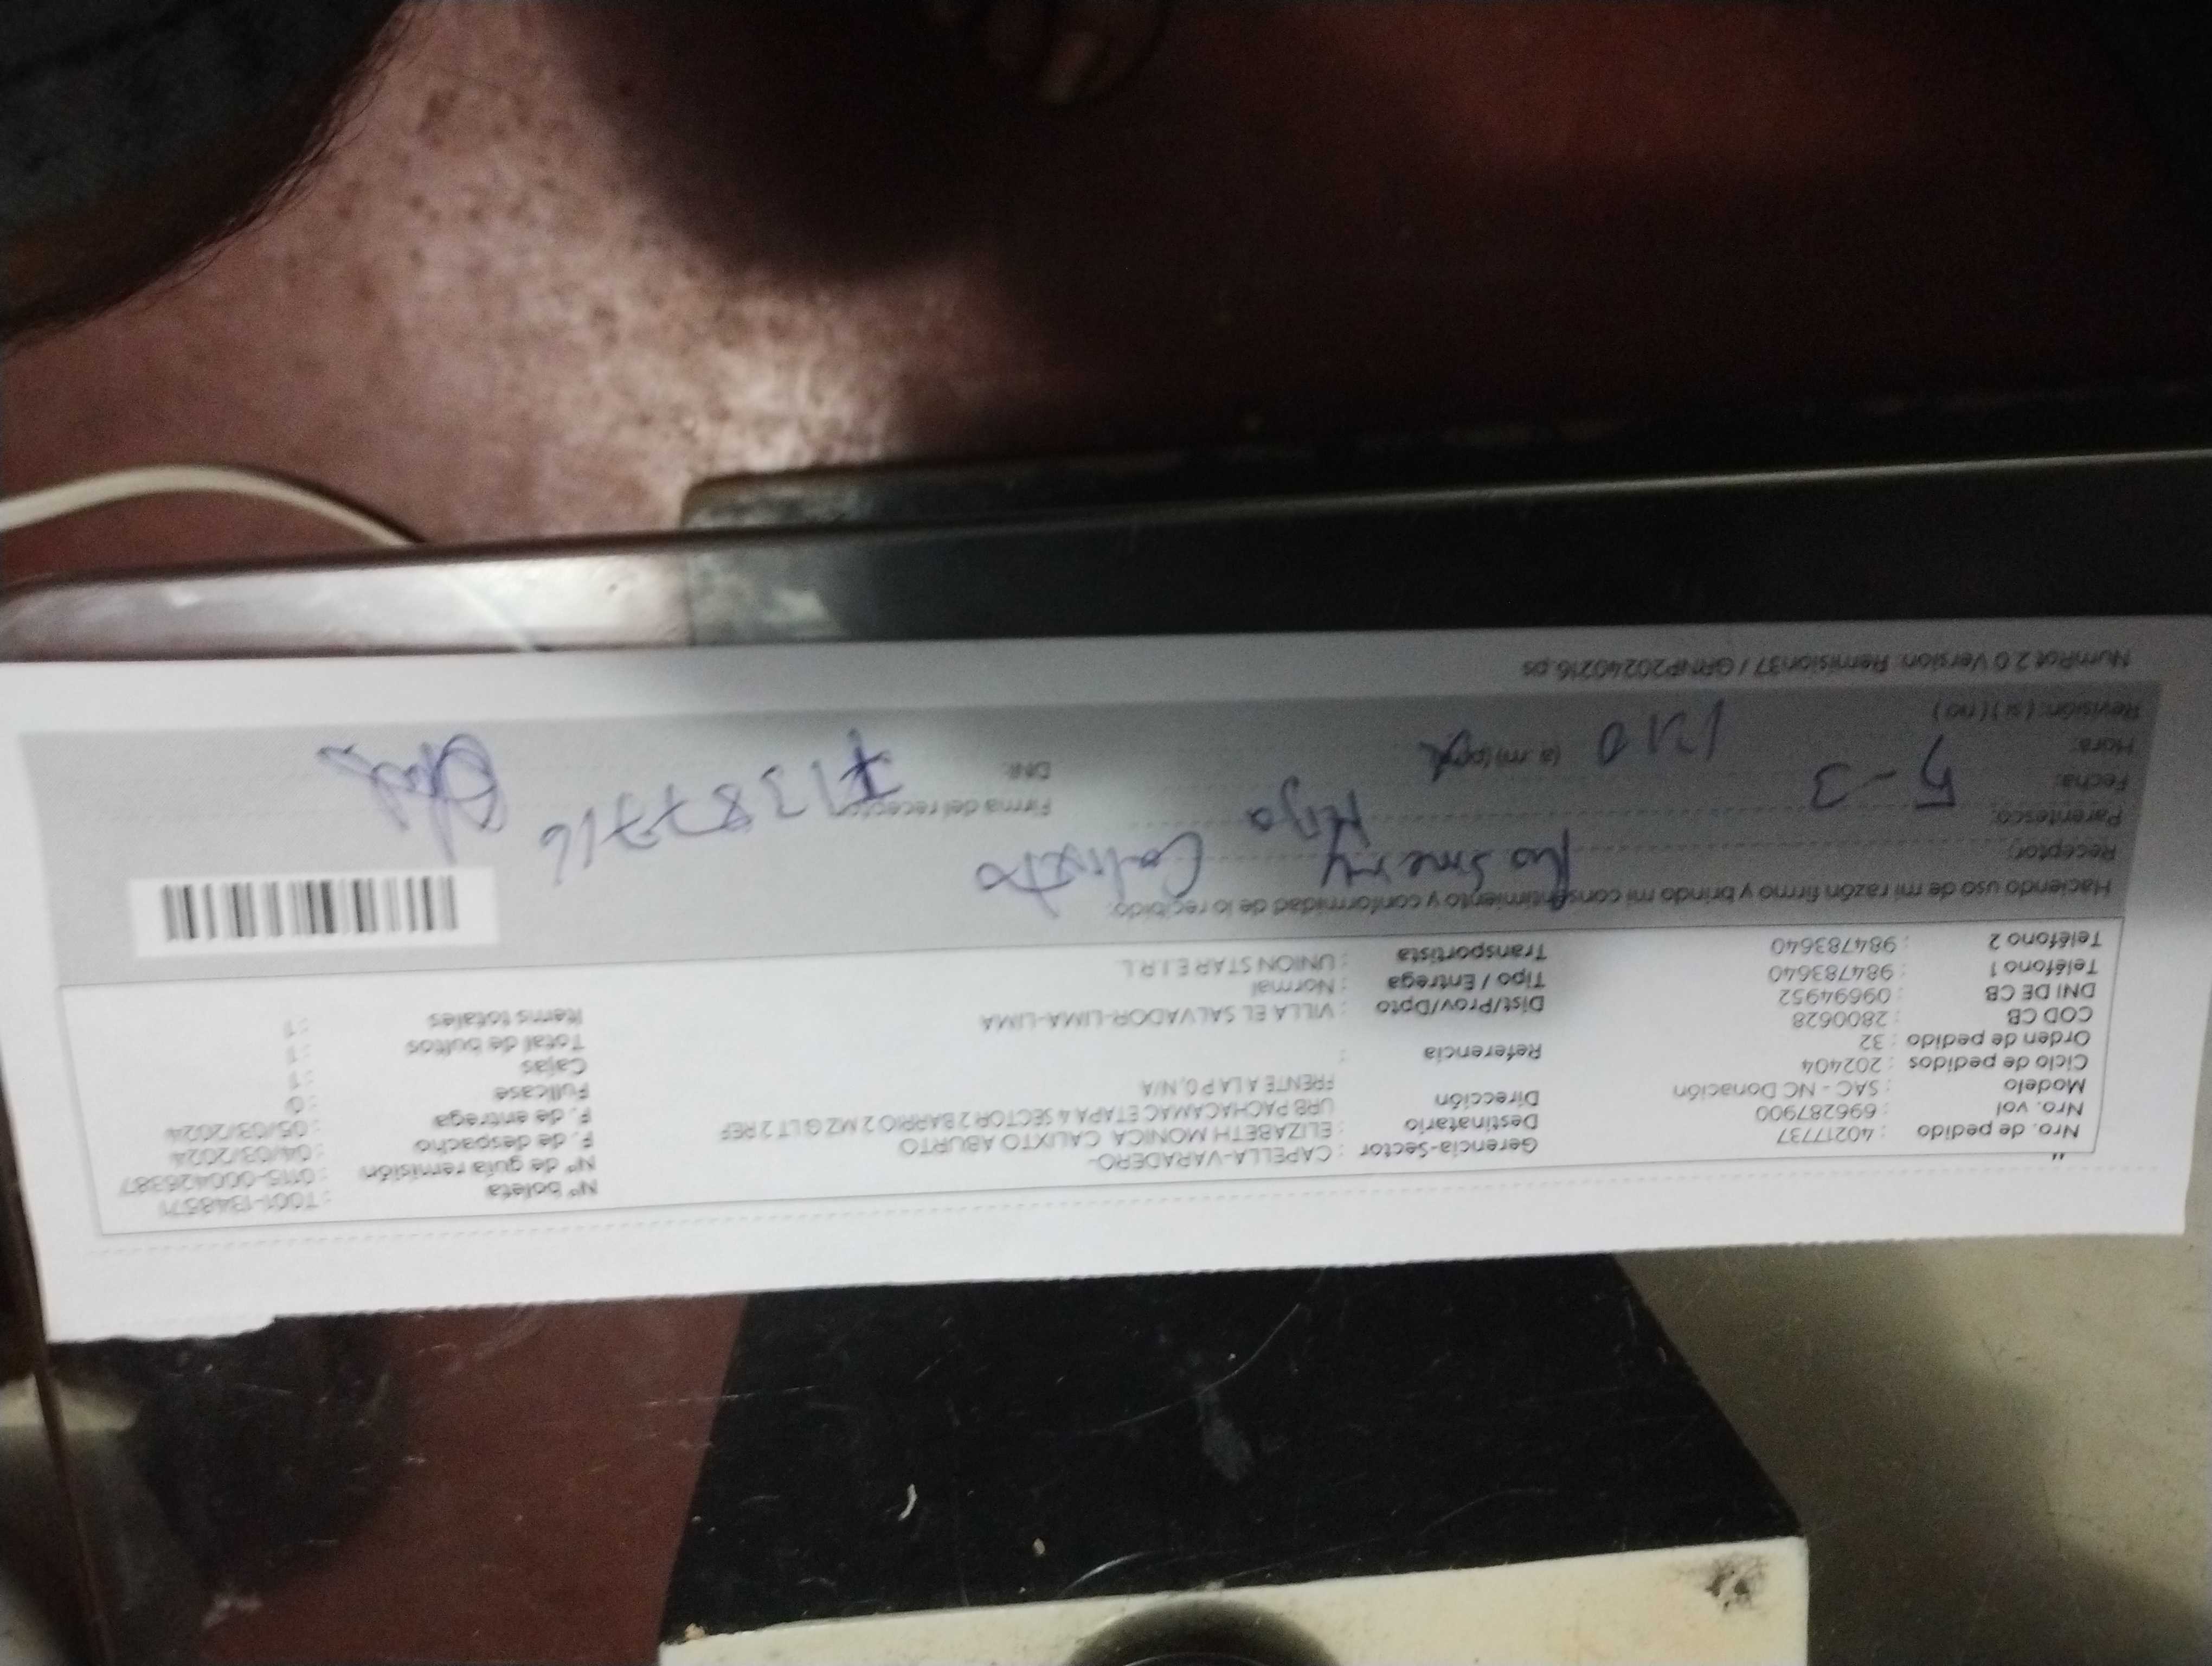 Nro. de pedido : 40217737
Nro. vol : 696287900
Modelo : SAC - NC Donación
Ciclo de pedidos : 202404
Orden de pedido : 32
COD CB : 2800628
DNI DE CB : 09694952
Teléfono 1 : 984783640
Teléfono 2 : 984783640
Gerencia-Sector : CAPELLA-VARADERO-
Destinatario : ELIZABETH MONICA CALIXTO ABURTO
Dirección : URB PACHACAMAC ETAPA 4 SECTOR 2 BARRIO 2 MZ G LT 2 REF
FRENTE A LA P 6, N/A
Referencia :
Dist/Prov/Dpto : VILLA EL SALVADOR-LIMA-LIMA
Tipo / Entrega : Normal
Transportista : UNION STAR E.I.R.L.
N° boleta : T001-1348571
N° de guía remisión : 0115-000426387
F. de despacho : 04/03/2024
F. de entrega : 05/03/2024
Fullcase : 0
Cajas : 1
Total de bultos : 1
Items totales : 1
Haciendo uso de mi razón firmo y brindo mi consentimiento y conformidad de lo recibido:
Receptor: Rosmery Calixto
Parentesco: Hija
Fecha: 5-3
Hora: 1210 (a. m)
Revisión: ( si ) ( no )
Firma del receptor
DNI: 71387716
NumRot 2.0 Version: Remision37 / GRNP20240216.ps